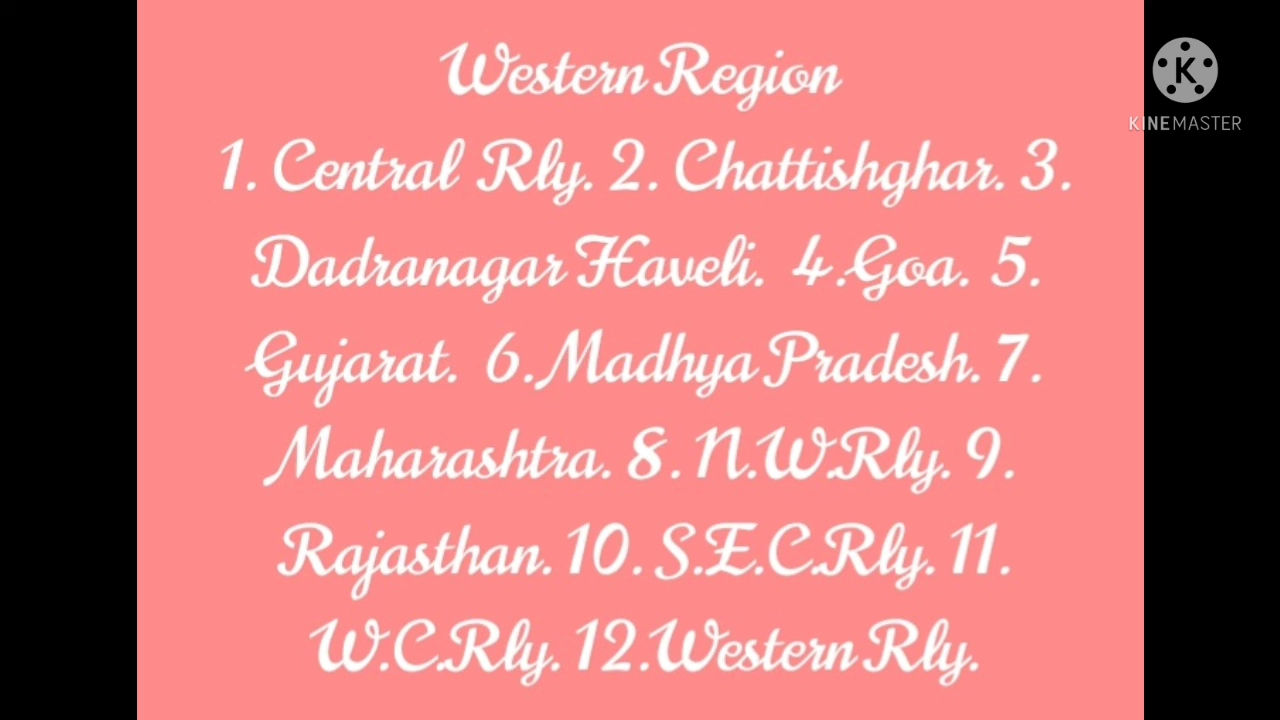 Western Region
1. Central Rly. 2. Chattishghar. 3.
Dadranagar Haveli. 4.Goa. 5.
Gujarat. 6.Madhya Pradesh. 7.
Maharashtra. 8. N.W.Rly. 9.
Rajasthan. 10. S.E.C.Rly. 11.
W.C.Rly. 12.Western Rly.
K
KINEMASTER